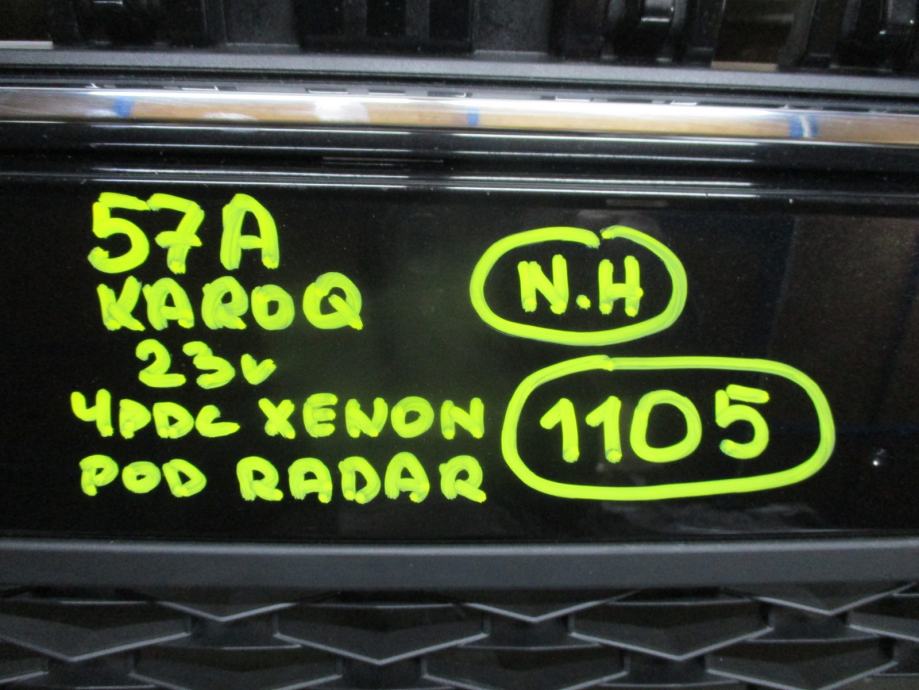 57A
KAROQ
23v
4PDC XENON
POD RADAR
N.H
1105